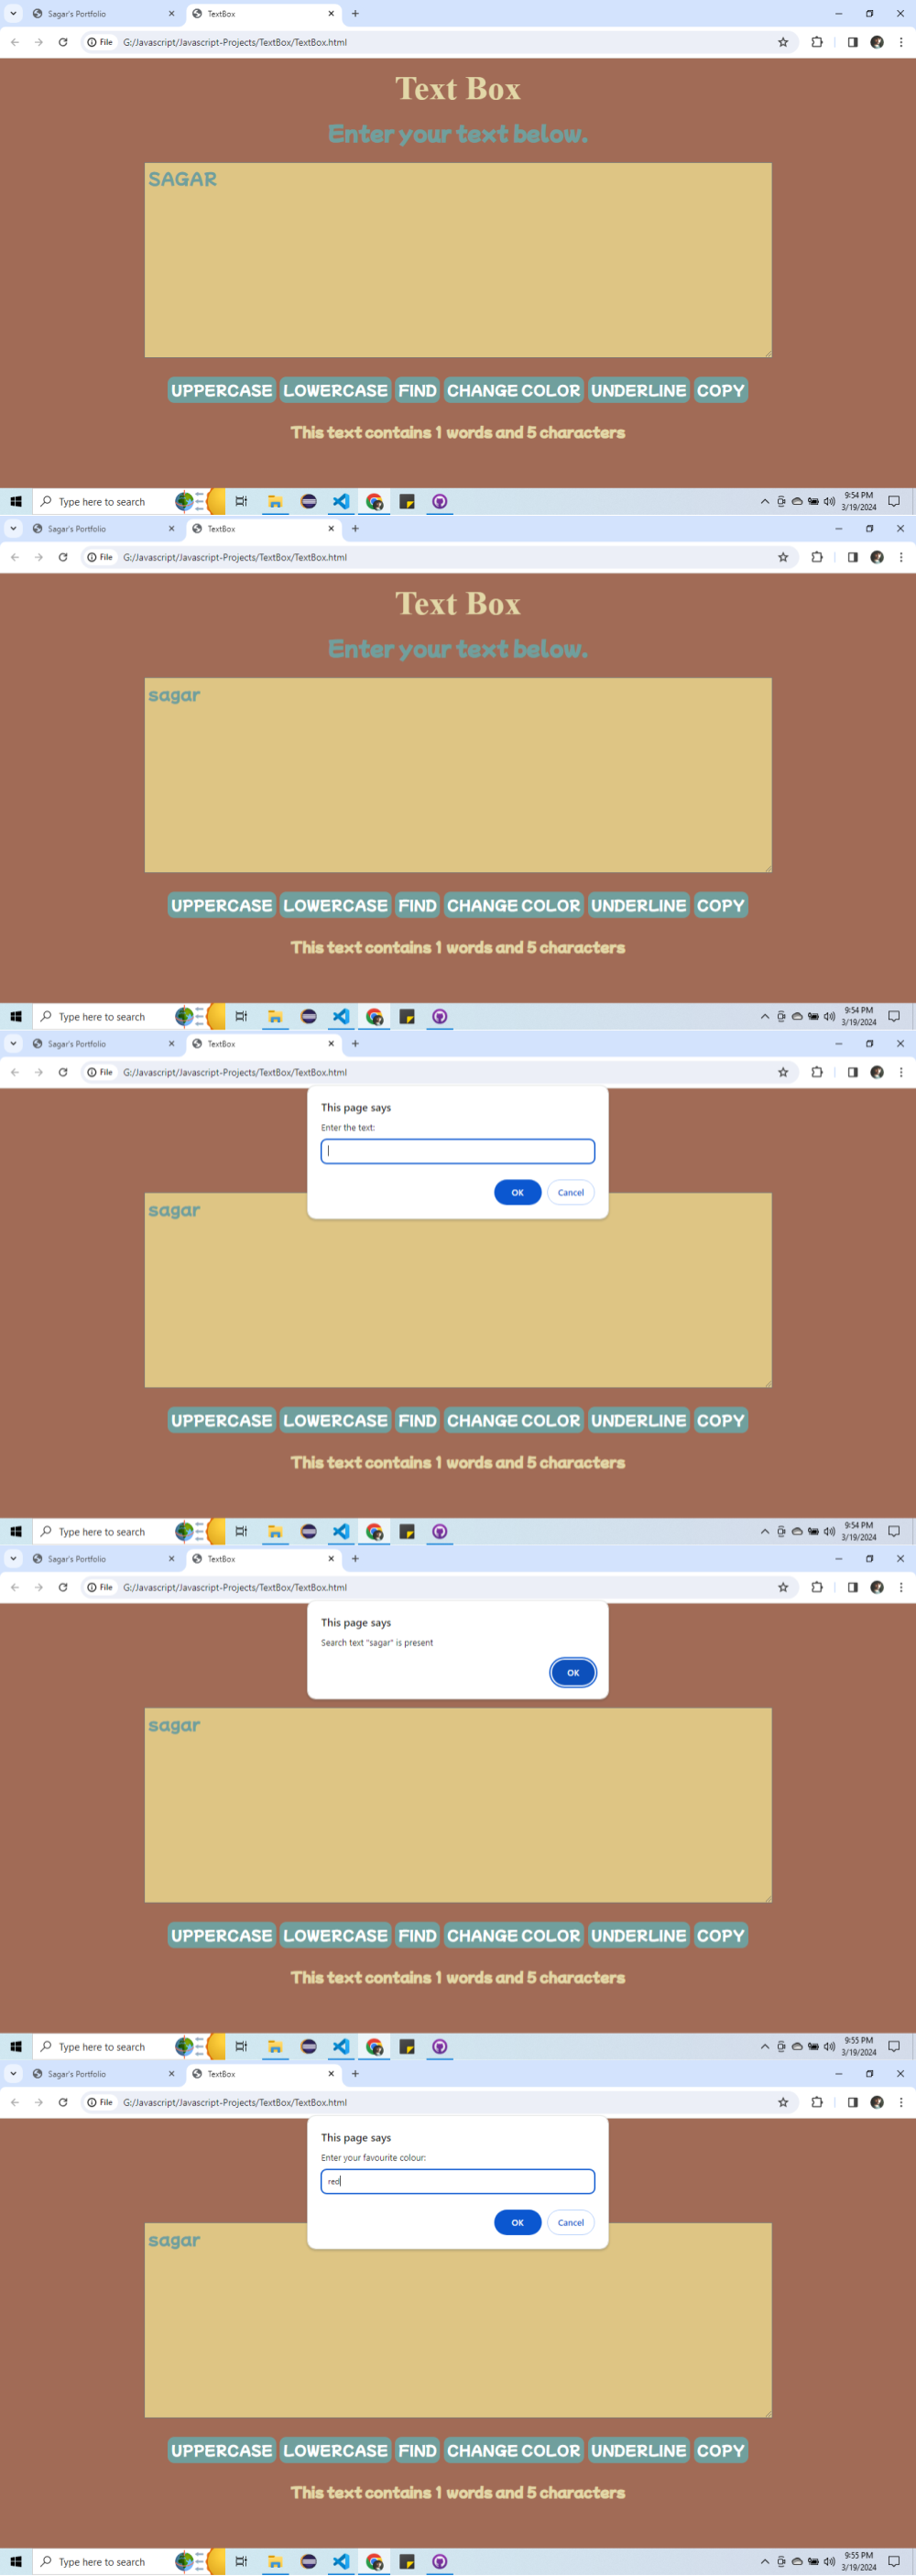 Sagar's Portfolio
TextBox
File G:/Javascript/Javascript-Projects/TextBox/TextBox.html
Text Box
Enter your text below.
SAGAR
UPPERCASE LOWERCASE FIND CHANGE COLOR UNDERLINE COPY
This text contains 1 words and 5 characters
Type here to search
9:54 PM
3/19/2024
Sagar's Portfolio
TextBox
File G:/Javascript/Javascript-Projects/TextBox/TextBox.html
Text Box
Enter your text below.
sagar
UPPERCASE LOWERCASE FIND CHANGE COLOR UNDERLINE COPY
This text contains 1 words and 5 characters
Type here to search
9:54 PM
3/19/2024
Sagar's Portfolio
TextBox
File G:/Javascript/Javascript-Projects/TextBox/TextBox.html
This page says
Enter the text:
OK Cancel
sagar
UPPERCASE LOWERCASE FIND CHANGE COLOR UNDERLINE COPY
This text contains 1 words and 5 characters
Type here to search
9:54 PM
3/19/2024
Sagar's Portfolio
TextBox
File G:/Javascript/Javascript-Projects/TextBox/TextBox.html
This page says
Search text "sagar" is present
OK
sagar
UPPERCASE LOWERCASE FIND CHANGE COLOR UNDERLINE COPY
This text contains 1 words and 5 characters
Type here to search
9:55 PM
3/19/2024
Sagar's Portfolio
TextBox
File G:/Javascript/Javascript-Projects/TextBox/TextBox.html
This page says
Enter your favourite colour:
red
OK Cancel
sagar
UPPERCASE LOWERCASE FIND CHANGE COLOR UNDERLINE COPY
This text contains 1 words and 5 characters
Type here to search
9:55 PM
3/19/2024